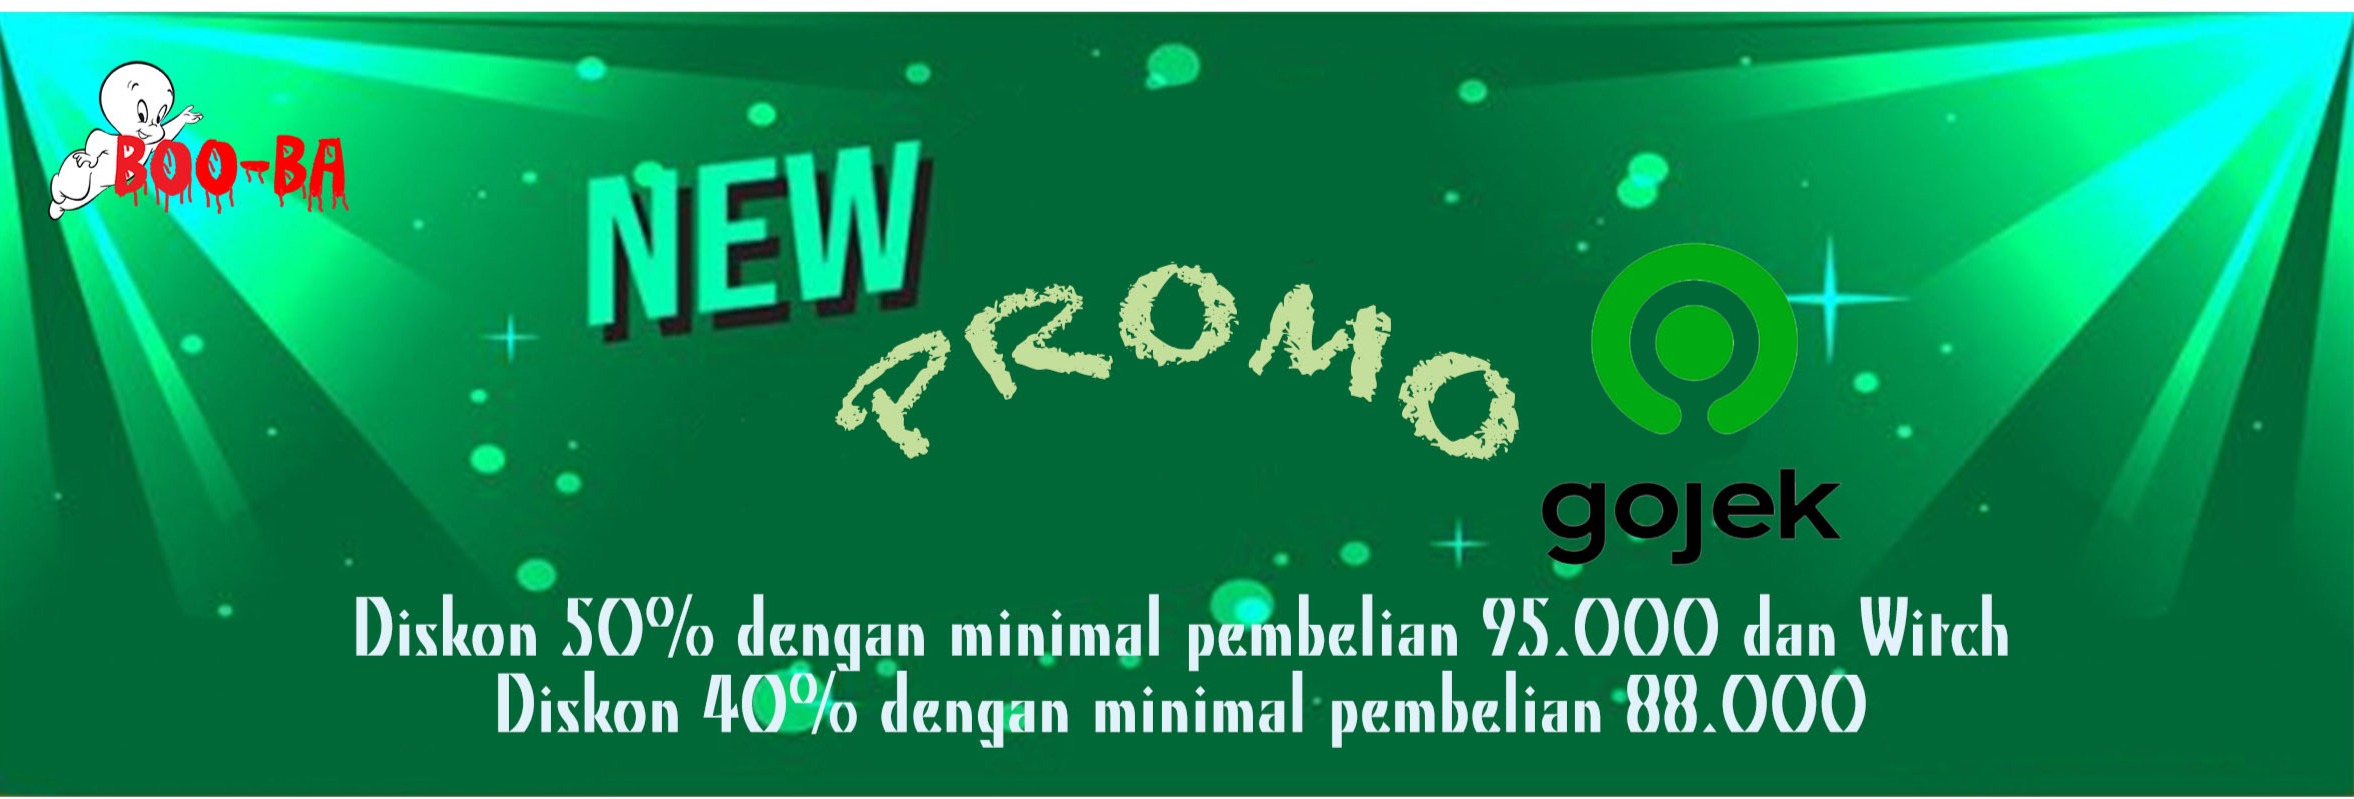 BOO-BA
NEW
PROMO
gojek
Diskon 50% dengan minimal pembelian 95.000 dan Witch
Diskon 40% dengan minimal pembelian 88.000